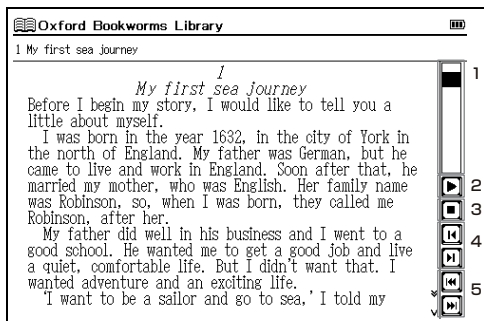 Oxford Bookworms Library
1 My first sea journey
1
My first sea journey
Before I begin my story, I would like to tell you a
little about myself.
I was born in the year 1632, in the city of York in
the north of England. My father was German, but he
came to live and work in England. Soon after that, he
married my mother, who was English. Her family name
was Robinson, so, when I was born, they called me
Robinson, after her.
My father did well in his business and I went to a
good school. He wanted me to get a good job and live
a quiet, comfortable life. But I didn't want that. I
wanted adventure and an exciting life.
'I want to be a sailor and go to sea,' I told my
1
2
3
4
5